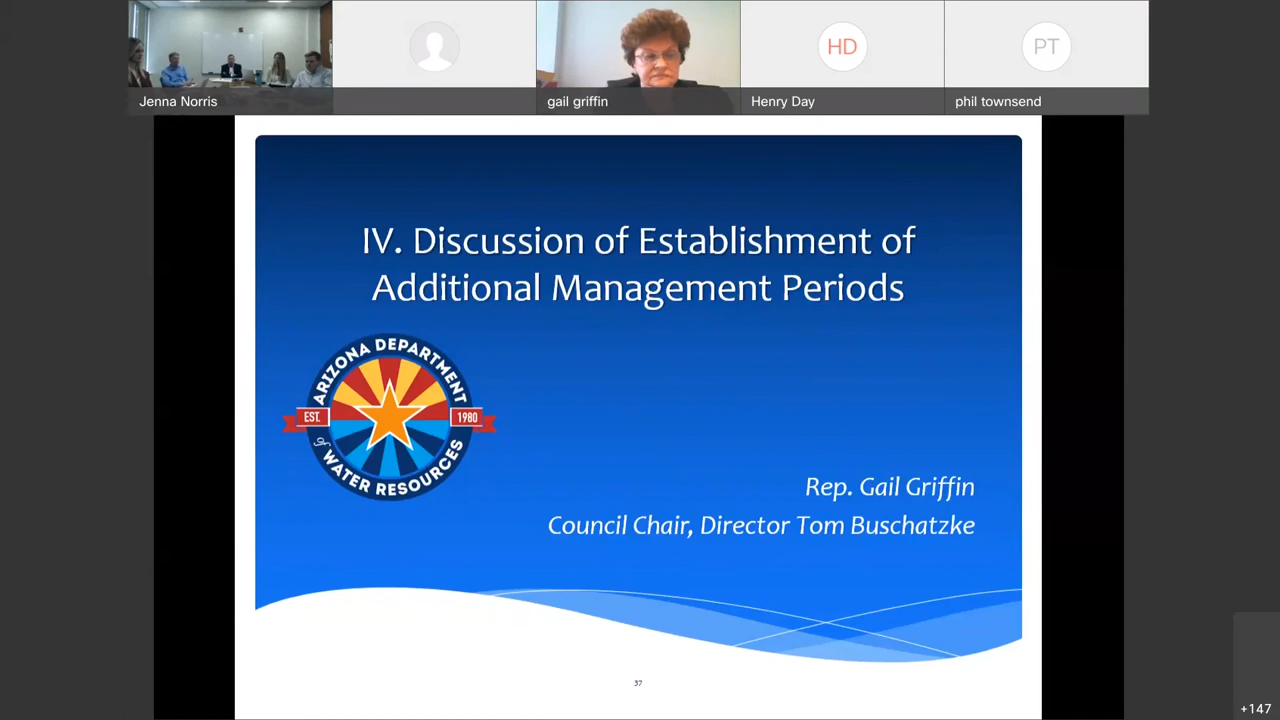 Jenna Norris
gail griffin
HD
Henry Day
PT
phil townsend
IV. Discussion of Establishment of
Additional Management Periods
ARIZONA DEPARTMENT
EST.
1980
of
WATER RESOURCES
Rep. Gail Griffin
Council Chair, Director Tom Buschatzke
37
+147